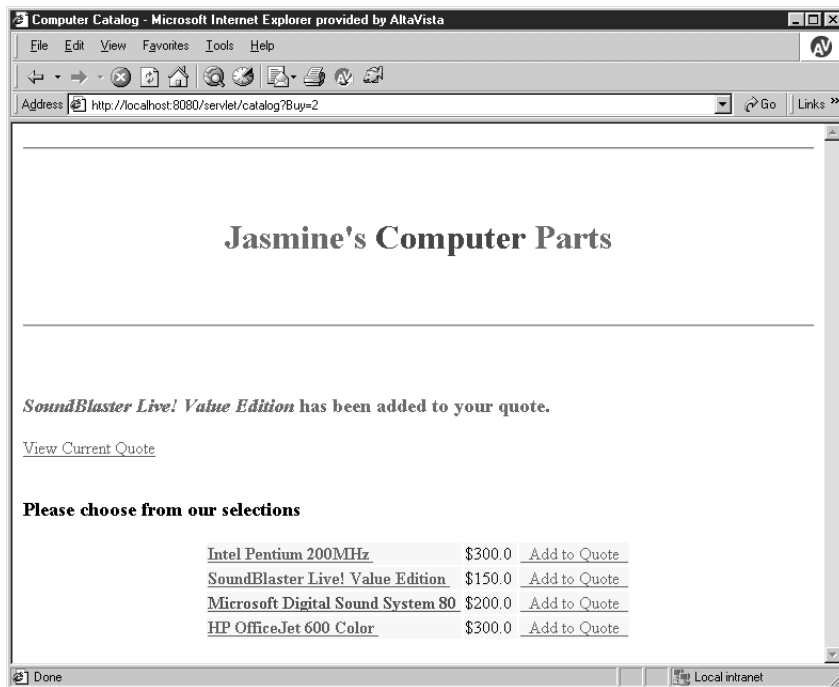 Computer Catalog - Microsoft Internet Explorer provided by AltaVista
File Edit View Favorites Tools Help
AV
Address http://localhost:8080/servlet/catalog?Buy=2 Go Links »
Jasmine's Computer Parts
SoundBlaster Live! Value Edition has been added to your quote.
View Current Quote
Please choose from our selections
Intel Pentium 200MHz $300.0 Add to Quote
SoundBlaster Live! Value Edition $150.0 Add to Quote
Microsoft Digital Sound System 80 $200.0 Add to Quote
HP OfficeJet 600 Color $300.0 Add to Quote
Done Local intranet